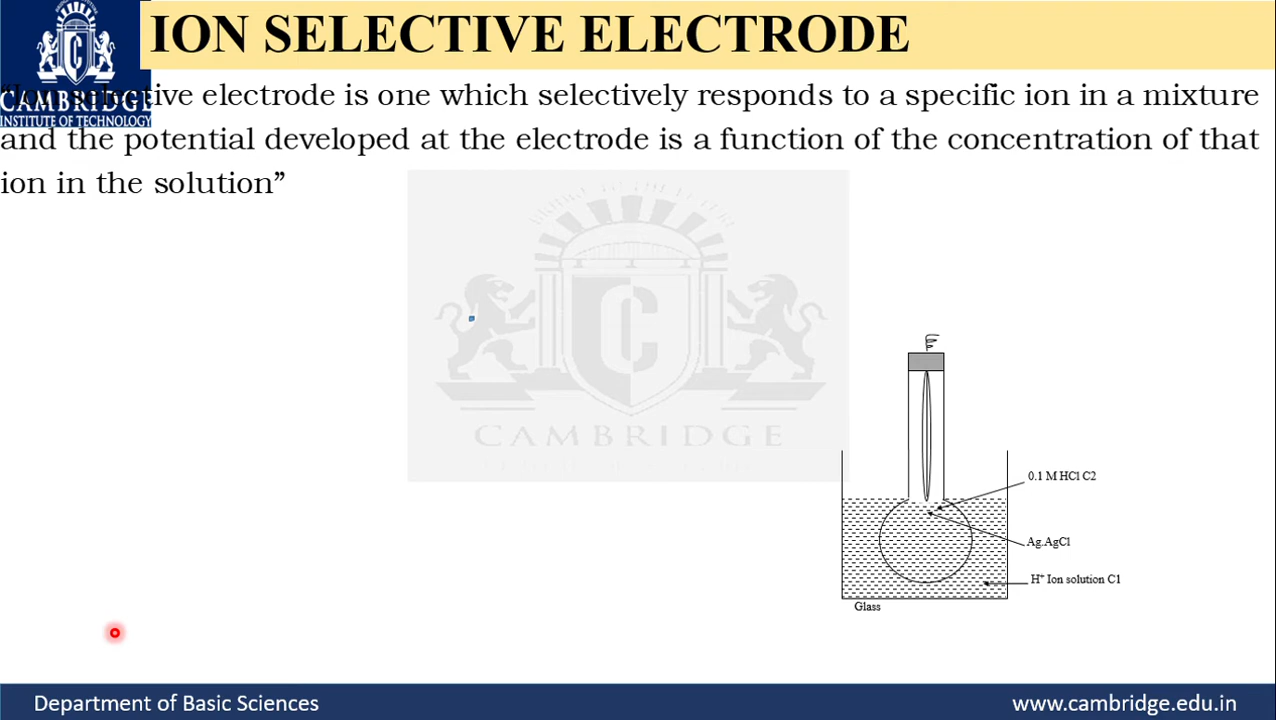 ION SELECTIVE ELECTRODE
C
CAMBRIDGE
INSTITUTE OF TECHNOLOGY
“Ion selective electrode is one which selectively responds to a specific ion in a mixture
and the potential developed at the electrode is a function of the concentration of that
ion in the solution”
C
CAMBRIDGE
0.1 M HCl C2
Ag.AgCl
H⁺ Ion solution C1
Glass
Department of Basic Sciences
www.cambridge.edu.in